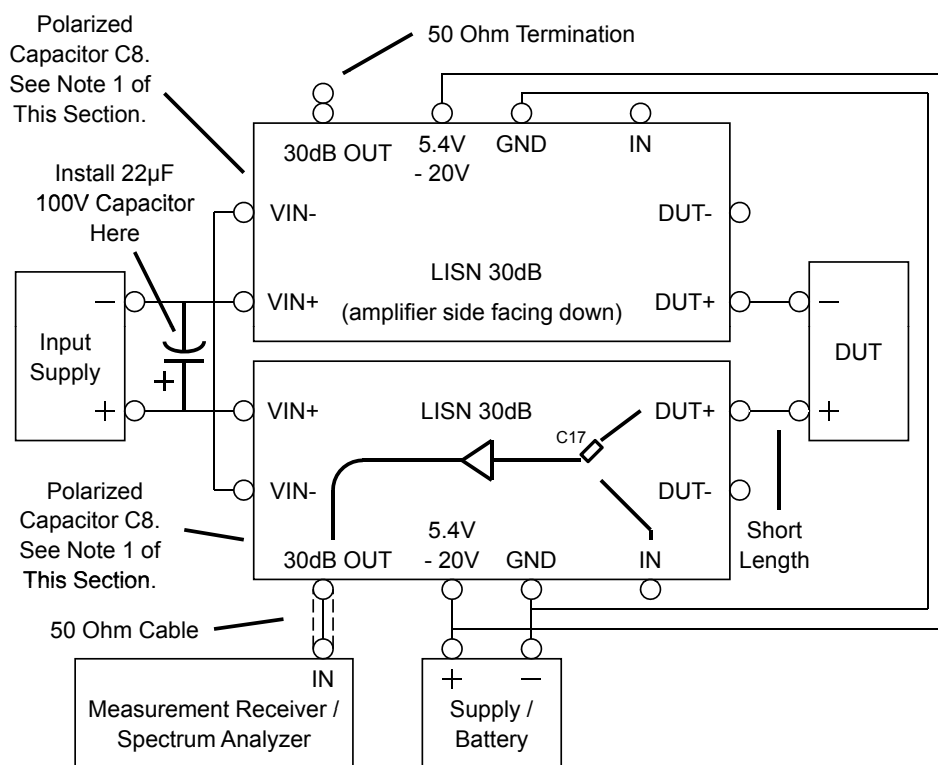 Polarized
Capacitor C8.
See Note 1 of
This Section.
50 Ohm Termination
30dB OUT
5.4V
- 20V
GND
IN
Install 22µF
100V Capacitor
Here
VIN-
DUT-
LISN 30dB
(amplifier side facing down)
VIN+
DUT+
−
Input
Supply
+
+
−
DUT
+
VIN+
LISN 30dB
DUT+
C17
VIN-
DUT-
Polarized
Capacitor C8.
See Note 1 of
This Section.
30dB OUT
5.4V
- 20V
GND
IN
Short
Length
50 Ohm Cable
IN
Measurement Receiver /
Spectrum Analyzer
+ −
Supply /
Battery